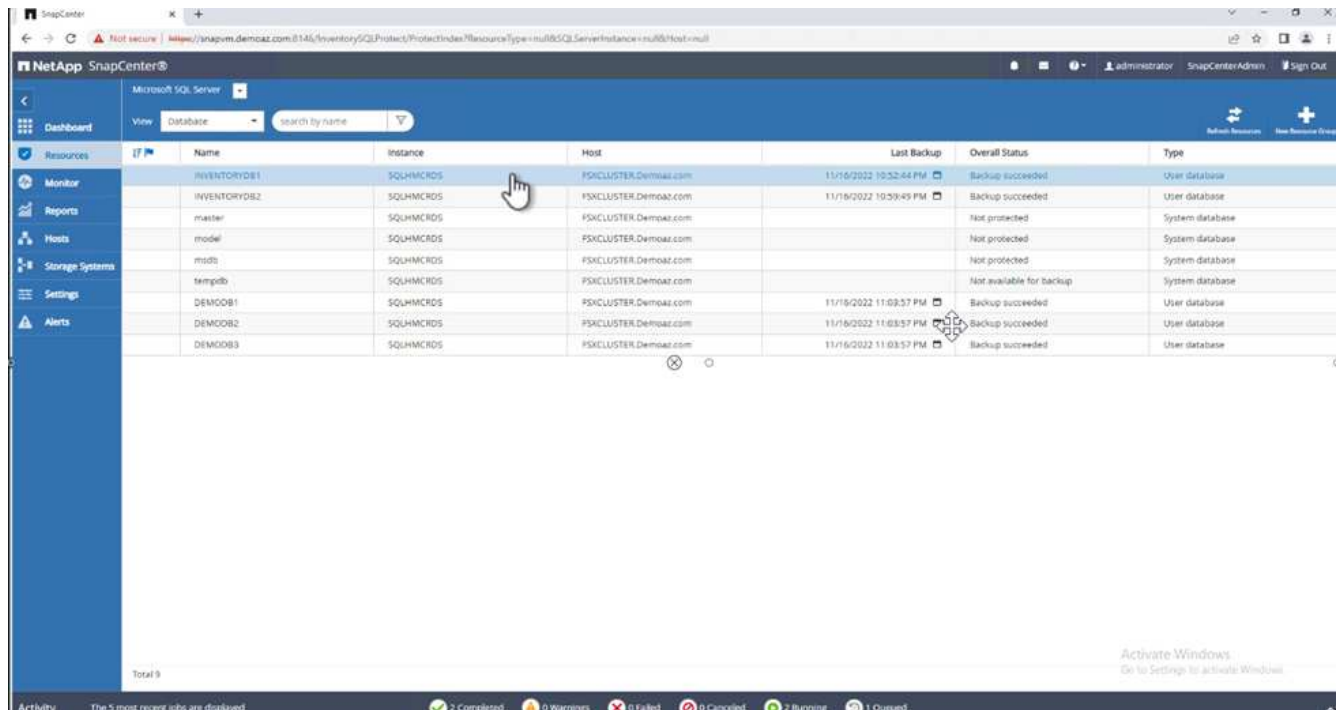 SnapCenter
Not secure | https://snapvm.demoaz.com:8146/InventorySQLProtect/ProtectIndex?ResourceType=null&SQLServerInstance=null&Host=null
NetApp SnapCenter®
administrator SnapCenterAdmin Sign Out
Microsoft SQL Server
Dashboard
View Database search by name
Refresh Resources New Resource Group
Resources
Name Instance Host Last Backup Overall Status Type
INVENTORYDB1 SQLHMCRDS FSXCLUSTER.Demoaz.com 11/16/2022 10:52:44 PM Backup succeeded User database
Monitor
INVENTORYDB2 SQLHMCRDS FSXCLUSTER.Demoaz.com 11/16/2022 10:59:49 PM Backup succeeded User database
Reports
master SQLHMCRDS FSXCLUSTER.Demoaz.com Not protected System database
Hosts
model SQLHMCRDS FSXCLUSTER.Demoaz.com Not protected System database
Storage Systems
msdb SQLHMCRDS FSXCLUSTER.Demoaz.com Not protected System database
Settings
tempdb SQLHMCRDS FSXCLUSTER.Demoaz.com Not available for backup System database
DEMODB1 SQLHMCRDS FSXCLUSTER.Demoaz.com 11/16/2022 11:03:57 PM Backup succeeded User database
Alerts
DEMODB2 SQLHMCRDS FSXCLUSTER.Demoaz.com 11/16/2022 11:03:57 PM Backup succeeded User database
DEMODB3 SQLHMCRDS FSXCLUSTER.Demoaz.com 11/16/2022 11:03:57 PM Backup succeeded User database
Activate Windows
Go to Settings to activate Windows.
Total 9
Activity The 5 most recent jobs are displayed 2 Completed 0 Warnings 0 Failed 0 Canceled 2 Running 1 Queued